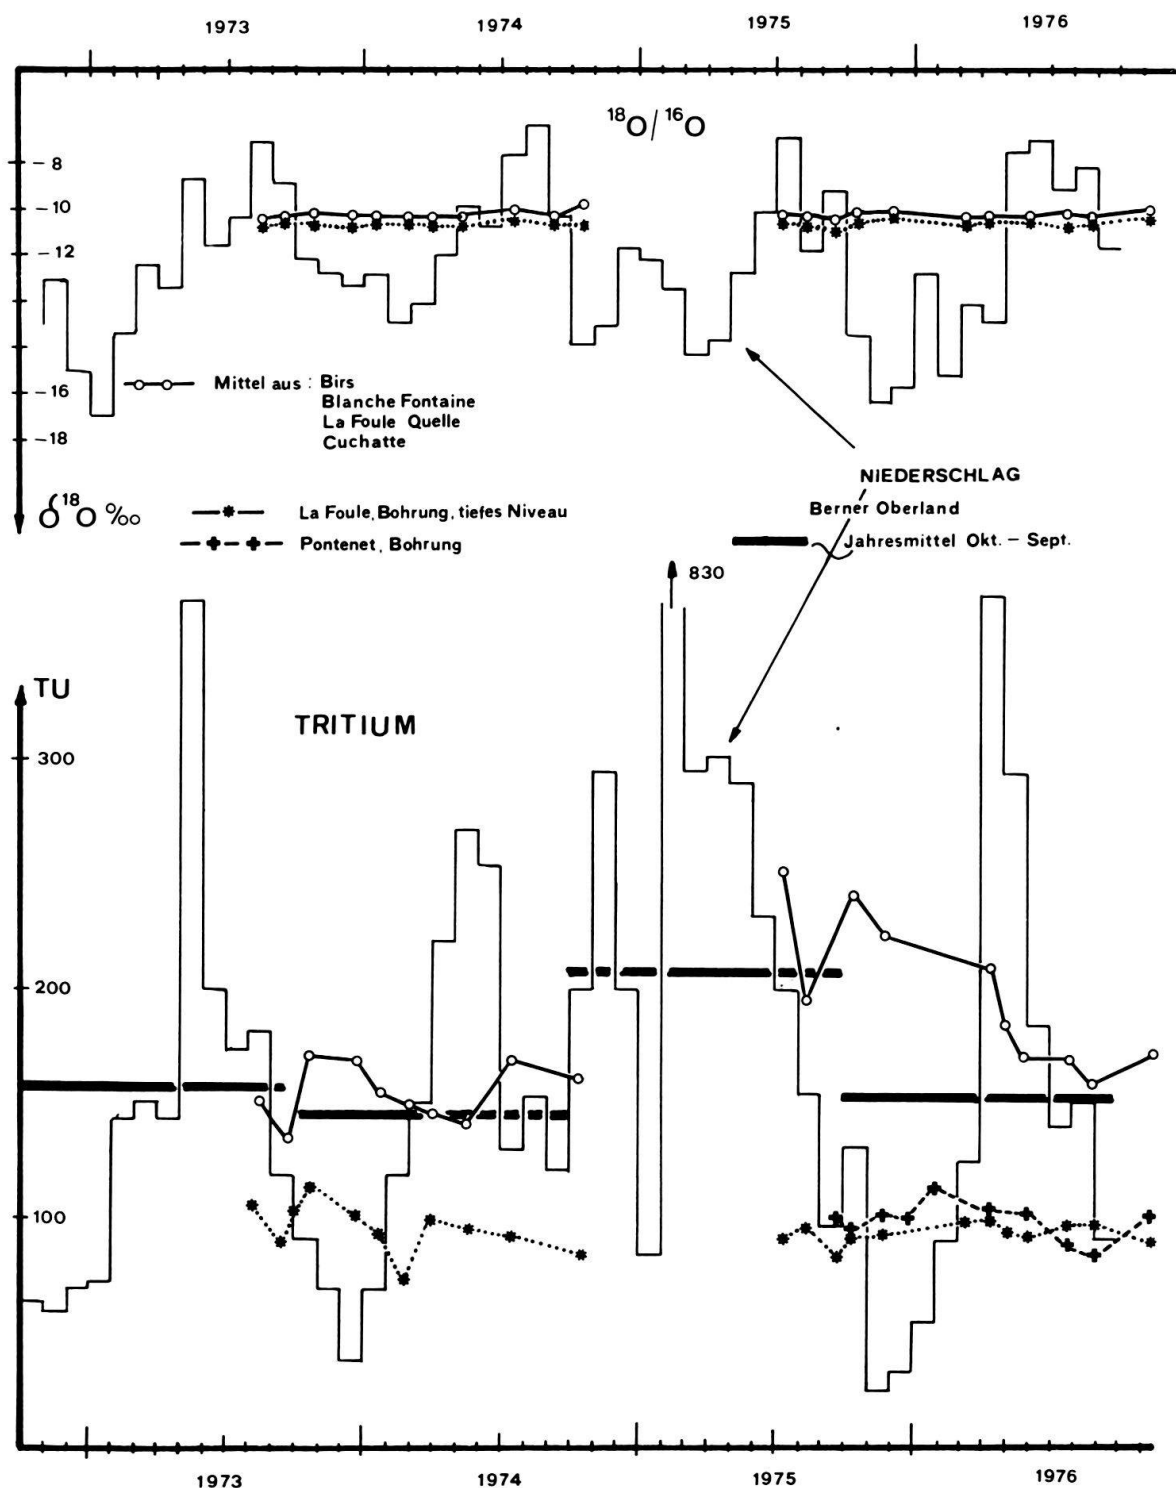 1973 1974 1975 1976
¹⁸O/¹⁶O
– 8
– 10
– 12
– 16
– 18
Mittel aus : Birs
Blanche Fontaine
La Foule Quelle
Cuchatte
NIEDERSCHLAG
Berner Oberland
δ¹⁸O ‰
La Foule, Bohrung, tiefes Niveau
Jahresmittel Okt. – Sept.
Pontenet, Bohrung
830
TU
TRITIUM
300
200
100
1973 1974 1975 1976